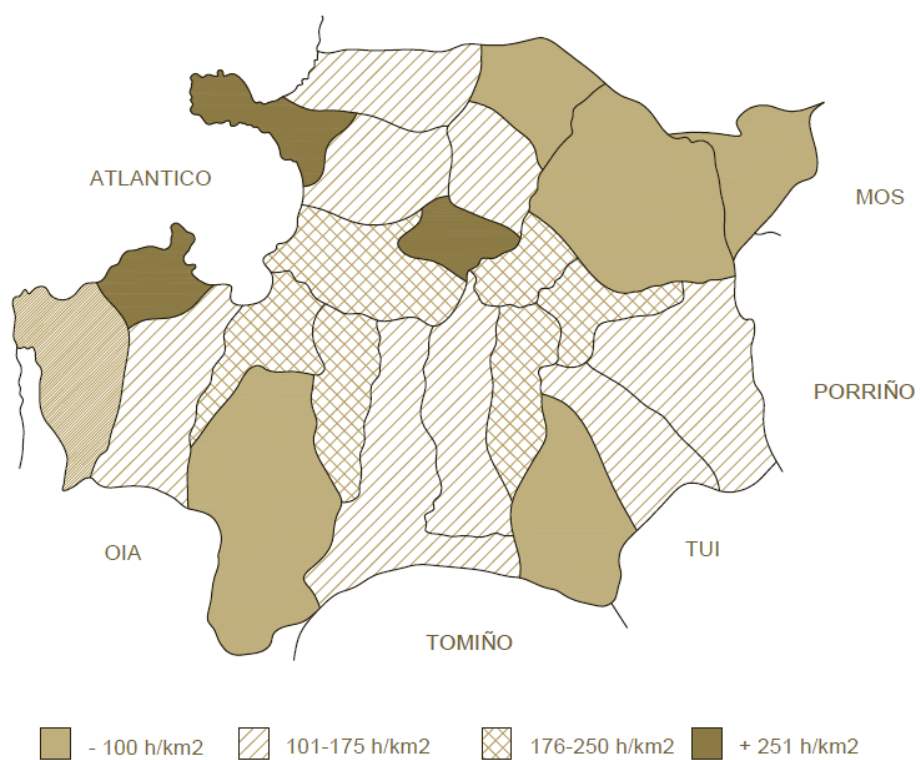 ATLANTICO
MOS
PORRIÑO
OIA
TUI
TOMIÑO
- 100 h/km2
101-175 h/km2
176-250 h/km2
+ 251 h/km2